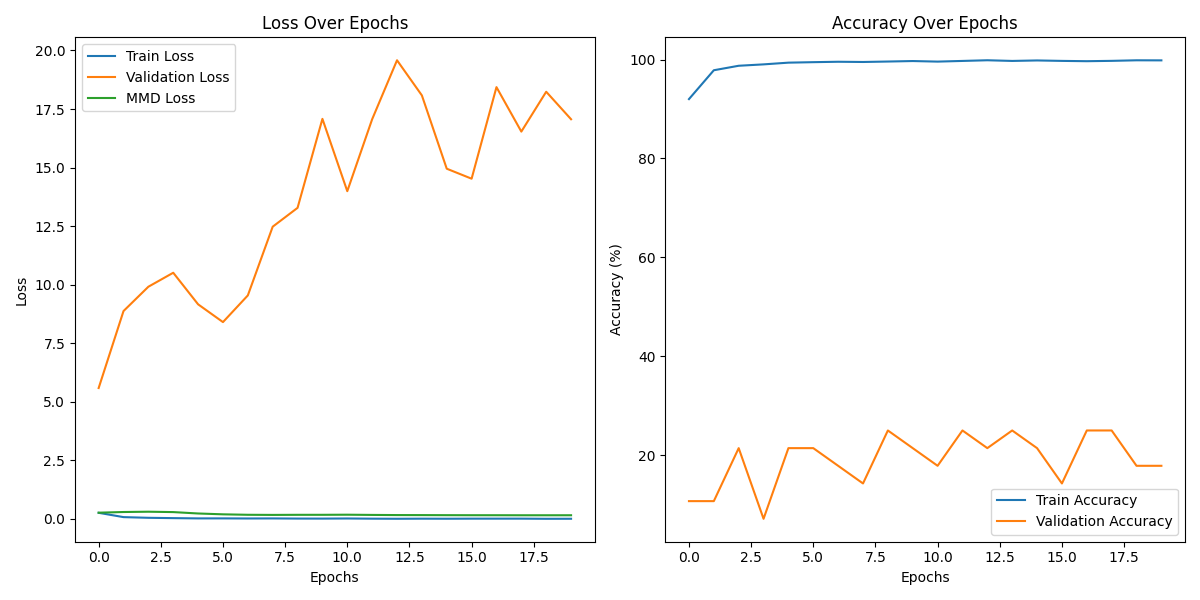 Loss Over Epochs
Train Loss
Validation Loss
MMD Loss
Loss
20.0
17.5
15.0
12.5
10.0
7.5
5.0
2.5
0.0
0.0 2.5 5.0 7.5 10.0 12.5 15.0 17.5
Epochs
Accuracy Over Epochs
Accuracy (%)
100
80
60
40
20
Train Accuracy
Validation Accuracy
0.0 2.5 5.0 7.5 10.0 12.5 15.0 17.5
Epochs